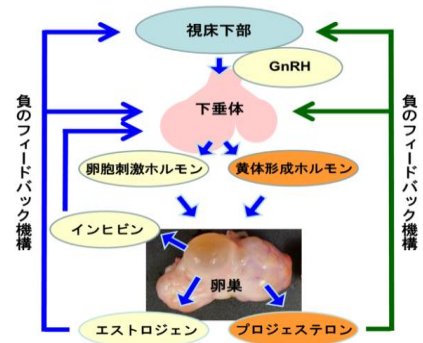 視床下部
GnRH
下垂体
負のフィードバック機構
負のフィードバック機構
卵胞刺激ホルモン
黄体形成ホルモン
インヒビン
卵巣
エストロジェン
プロジェステロン